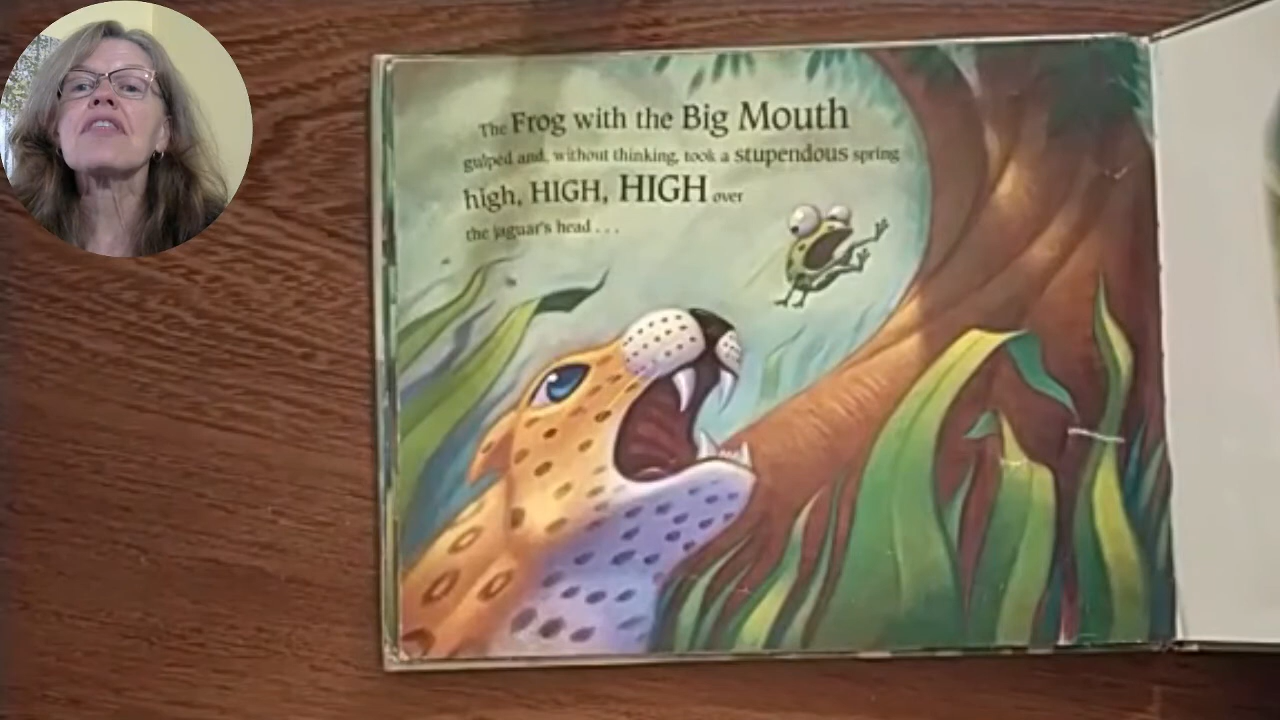 The Frog with the Big Mouth
gulped and, without thinking, took a stupendous spring
high, HIGH, HIGH over
the jaguar's head . . .